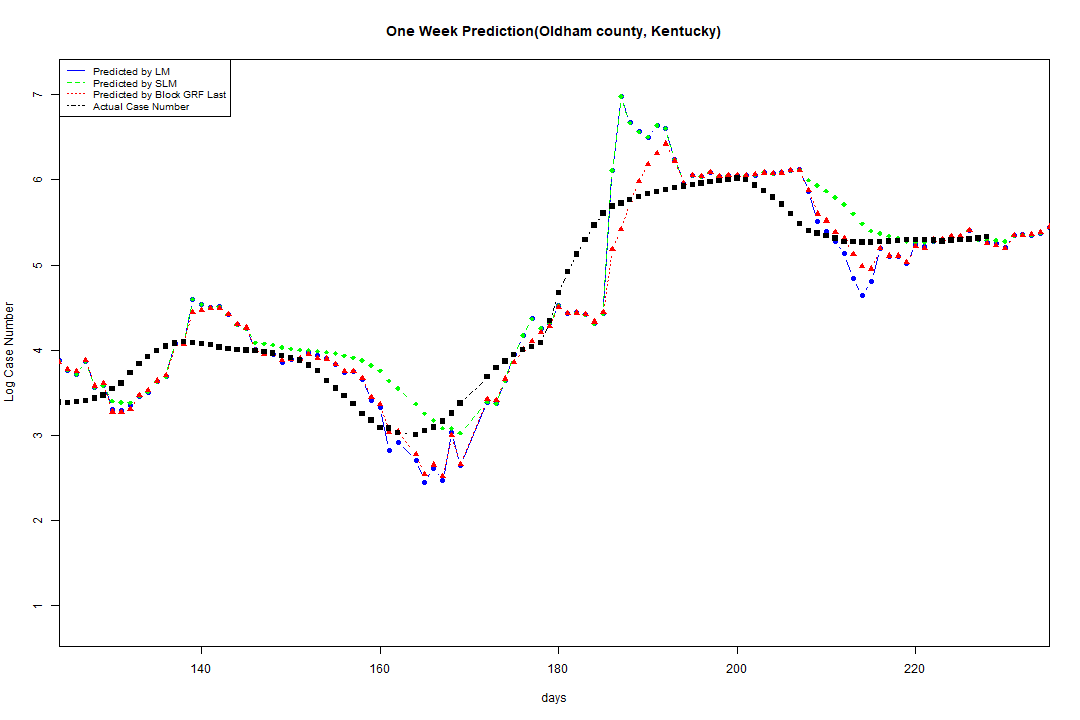 One Week Prediction(Oldham county, Kentucky)
Predicted by LM
Predicted by SLM
Predicted by Block GRF Last
Actual Case Number
7
6
5
4
3
2
1
Log Case Number
140 160 180 200 220
days